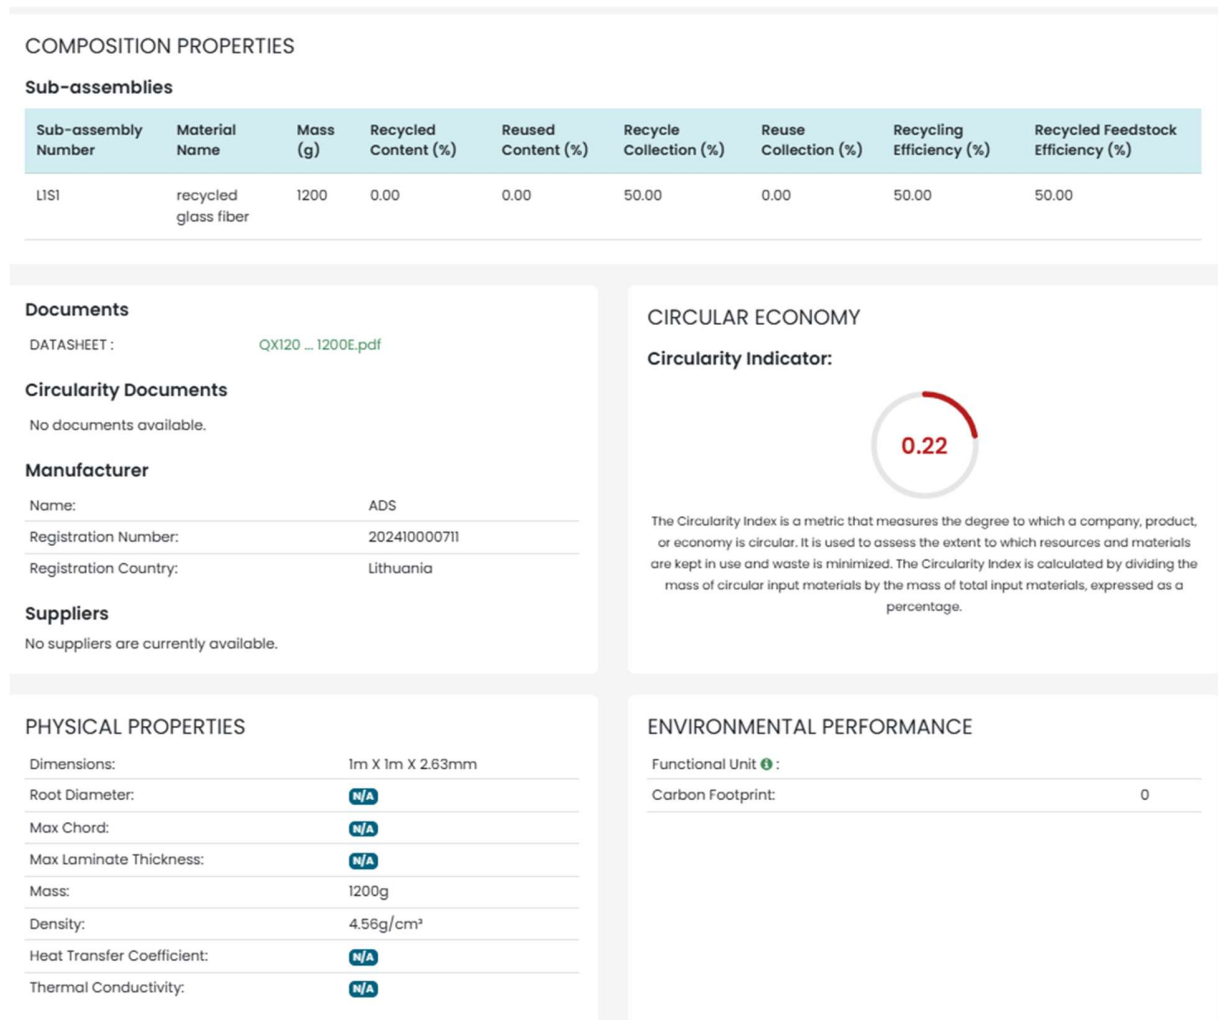 COMPOSITION PROPERTIES
Sub-assemblies
Sub-assembly Number Material Name Mass (g) Recycled Content (%) Reused Content (%) Recycle Collection (%) Reuse Collection (%) Recycling Efficiency (%) Recycled Feedstock Efficiency (%)
L1S1 recycled glass fiber 1200 0.00 0.00 50.00 0.00 50.00 50.00
Documents
DATASHEET : QX120 ... 1200E.pdf
Circularity Documents
No documents available.
Manufacturer
Name: ADS
Registration Number: 202410000711
Registration Country: Lithuania
Suppliers
No suppliers are currently available.
CIRCULAR ECONOMY
Circularity Indicator:
0.22
The Circularity Index is a metric that measures the degree to which a company, product,
or economy is circular. It is used to assess the extent to which resources and materials
are kept in use and waste is minimized. The Circularity Index is calculated by dividing the
mass of circular input materials by the mass of total input materials, expressed as a
percentage.
PHYSICAL PROPERTIES
Dimensions: 1m X 1m X 2.63mm
Root Diameter: N/A
Max Chord: N/A
Max Laminate Thickness: N/A
Mass: 1200g
Density: 4.56g/cm³
Heat Transfer Coefficient: N/A
Thermal Conductivity: N/A
ENVIRONMENTAL PERFORMANCE
Functional Unit :
Carbon Footprint: 0